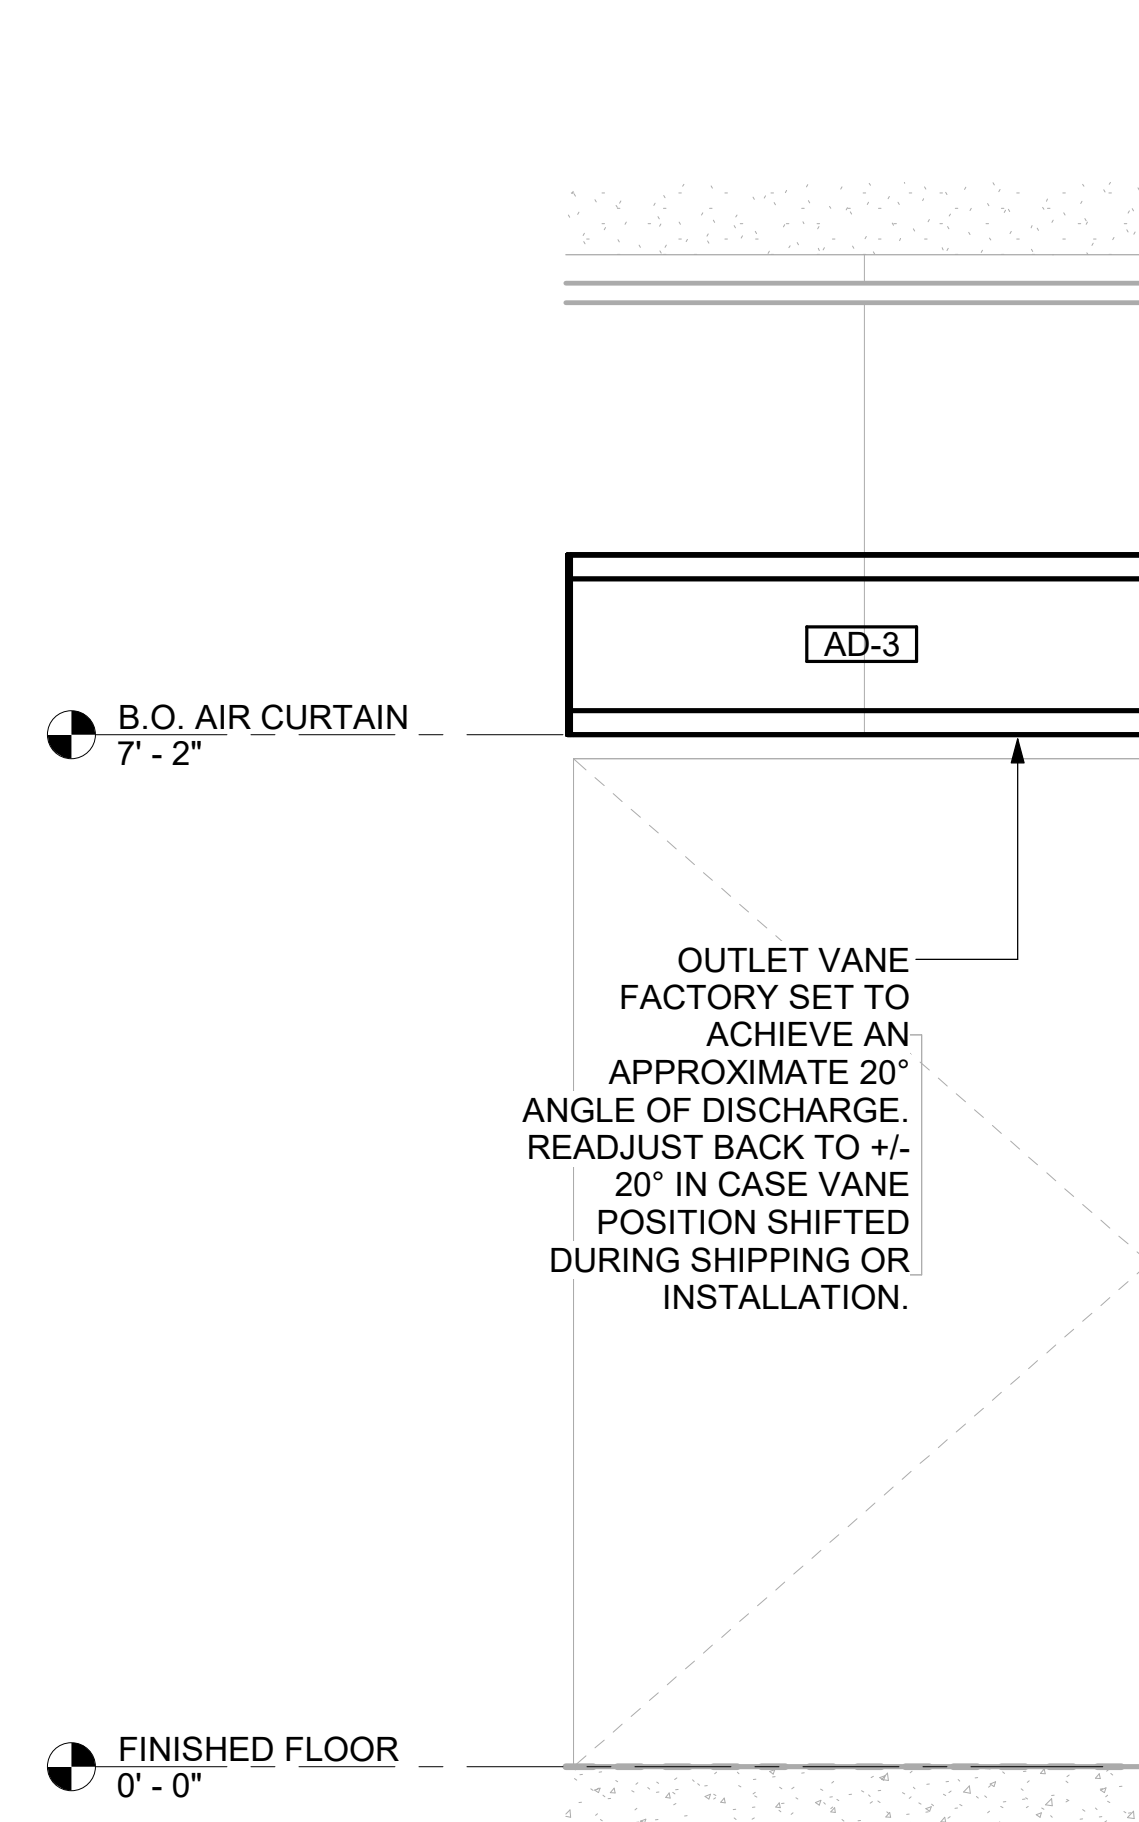 AD-3
B.O. AIR CURTAIN
7' - 2"
OUTLET VANE
FACTORY SET TO
ACHIEVE AN
APPROXIMATE 20°
ANGLE OF DISCHARGE.
READJUST BACK TO +/-
20° IN CASE VANE
POSITION SHIFTED
DURING SHIPPING OR
INSTALLATION.
FINISHED FLOOR
0' - 0"